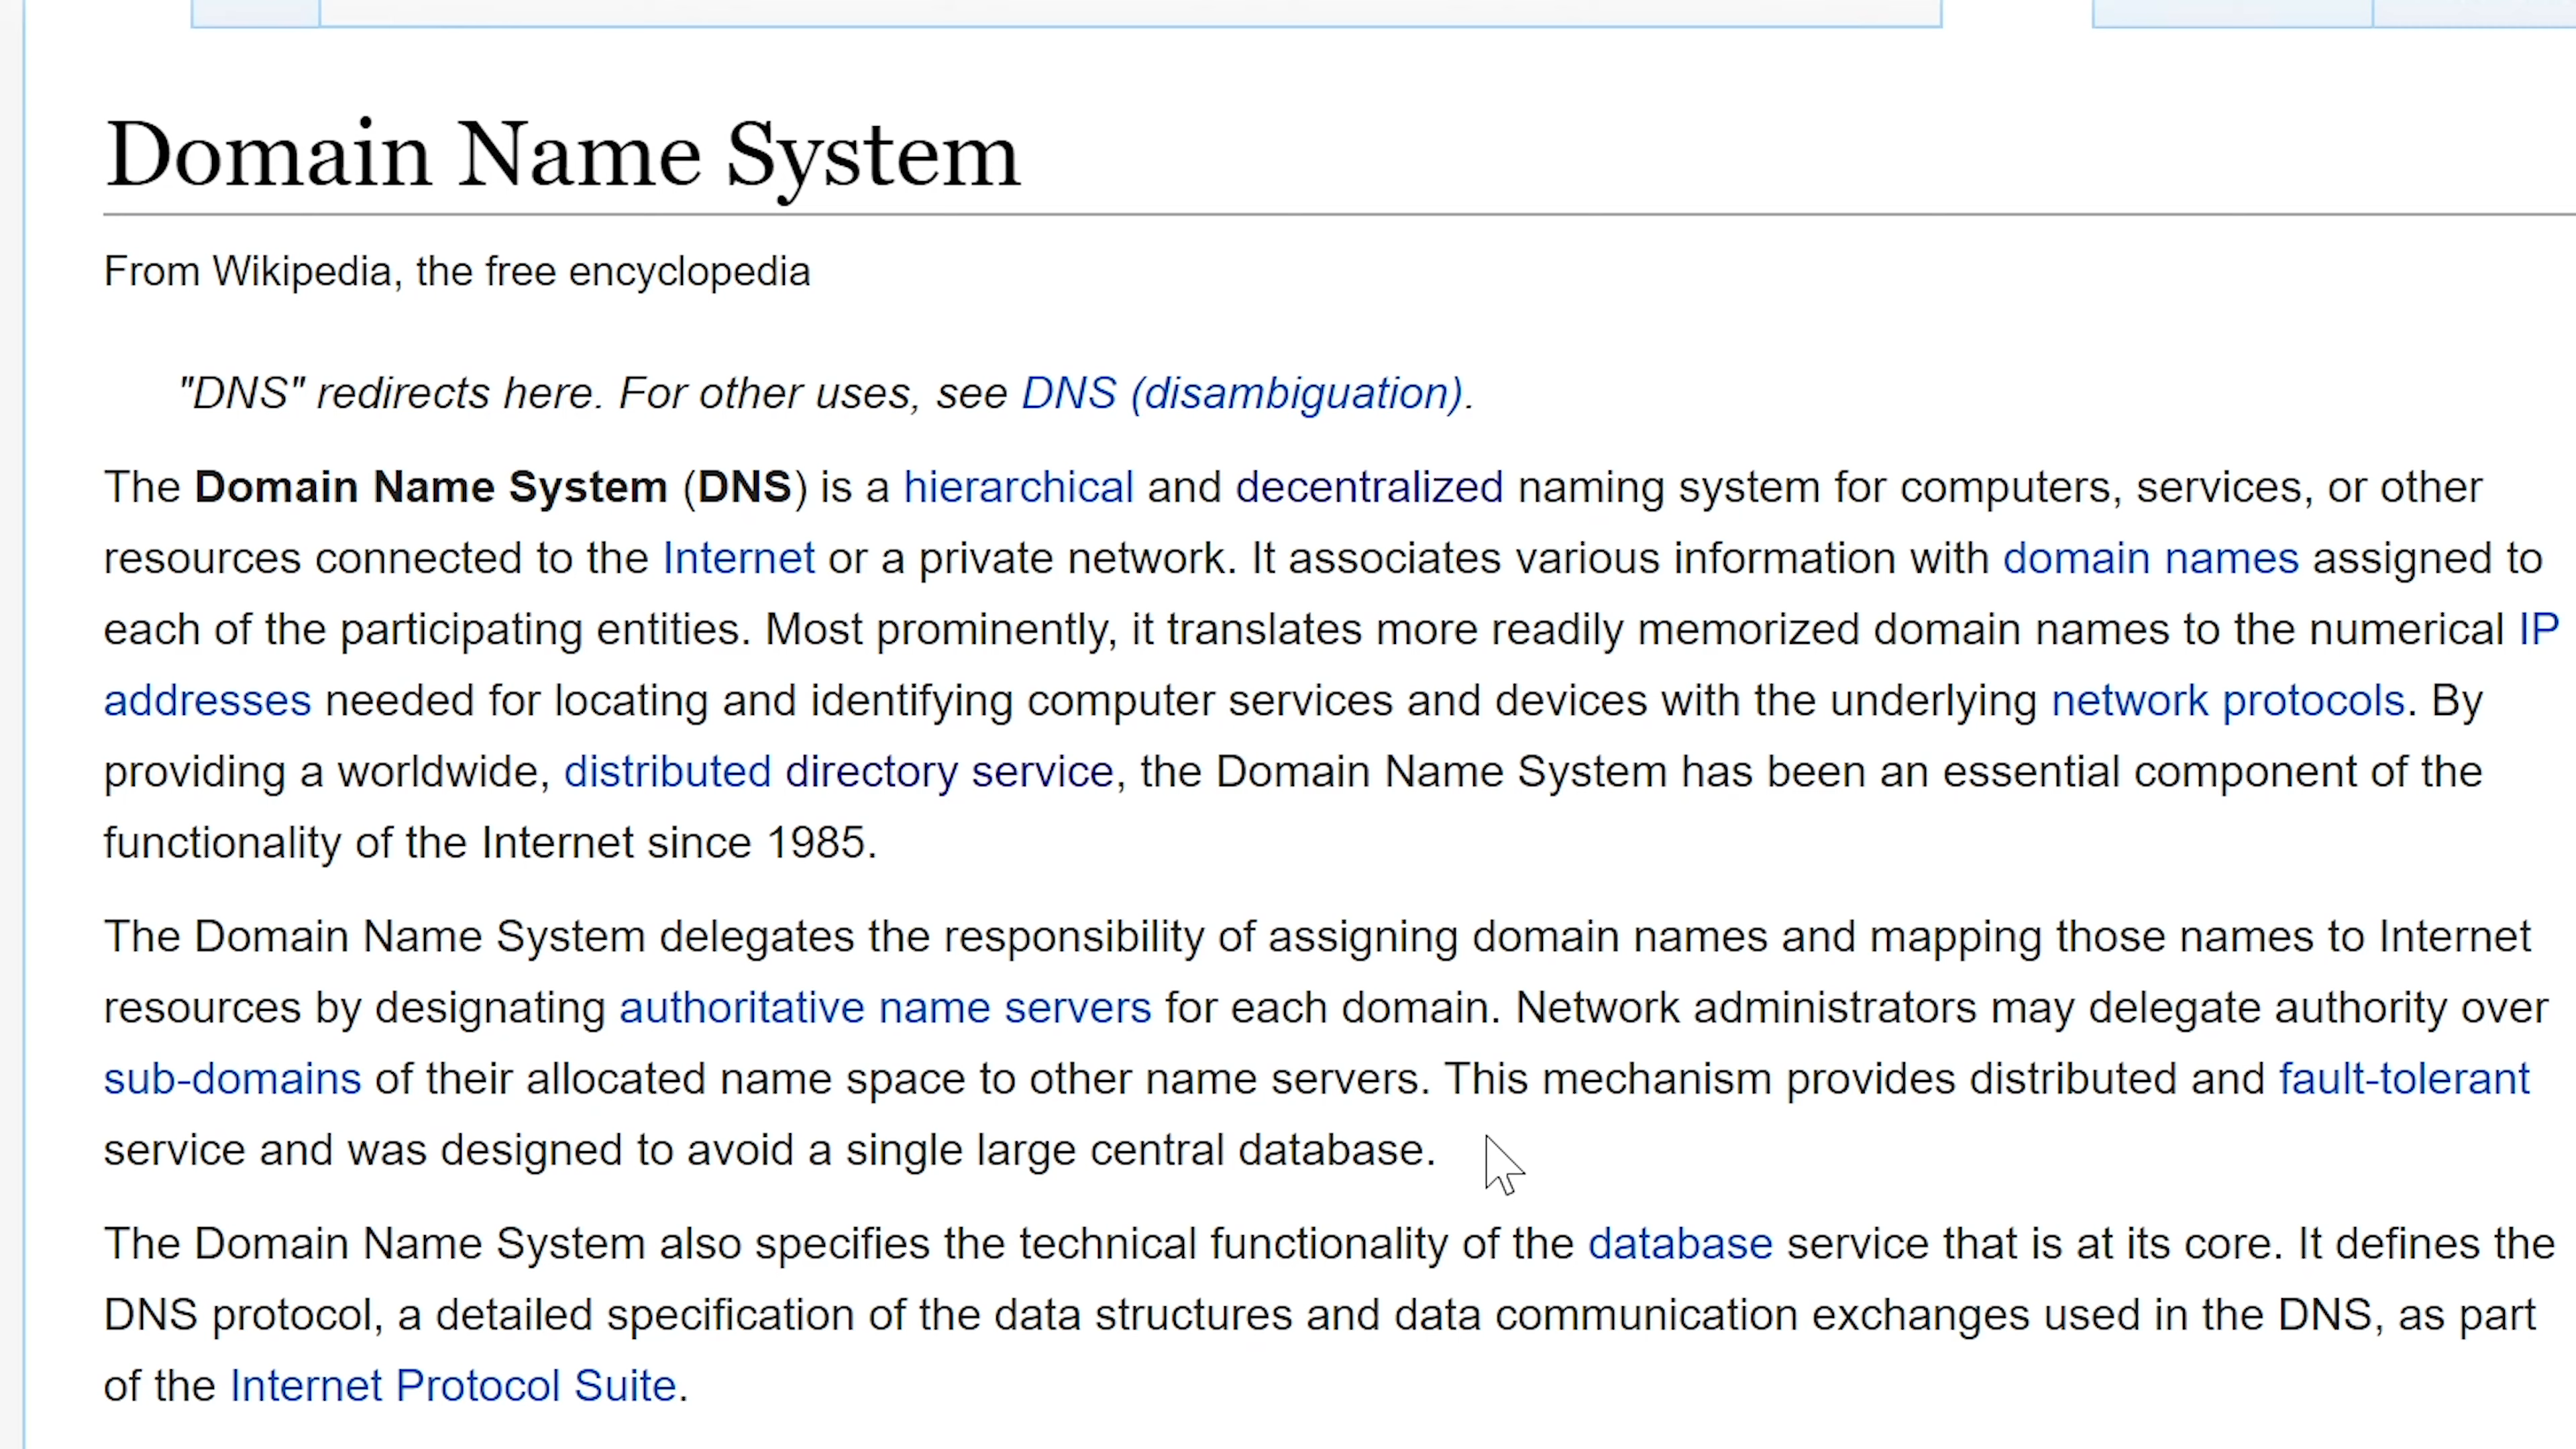 Domain Name System
From Wikipedia, the free encyclopedia
"DNS" redirects here. For other uses, see DNS (disambiguation).
The Domain Name System (DNS) is a hierarchical and decentralized naming system for computers, services, or other
resources connected to the Internet or a private network. It associates various information with domain names assigned to
each of the participating entities. Most prominently, it translates more readily memorized domain names to the numerical IP
addresses needed for locating and identifying computer services and devices with the underlying network protocols. By
providing a worldwide, distributed directory service, the Domain Name System has been an essential component of the
functionality of the Internet since 1985.
The Domain Name System delegates the responsibility of assigning domain names and mapping those names to Internet
resources by designating authoritative name servers for each domain. Network administrators may delegate authority over
sub-domains of their allocated name space to other name servers. This mechanism provides distributed and fault-tolerant
service and was designed to avoid a single large central database.
The Domain Name System also specifies the technical functionality of the database service that is at its core. It defines the
DNS protocol, a detailed specification of the data structures and data communication exchanges used in the DNS, as part
of the Internet Protocol Suite.